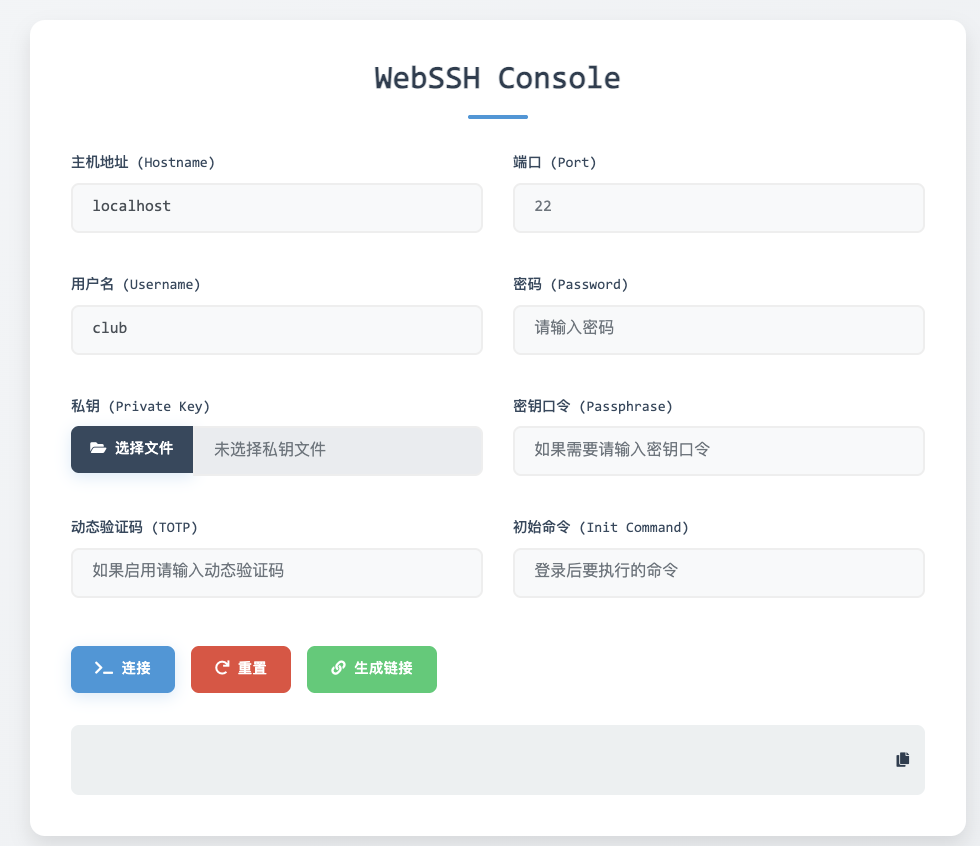 WebSSH Console
主机地址 (Hostname)
端口 (Port)
localhost
22
用户名 (Username)
密码 (Password)
club
请输入密码
私钥 (Private Key)
密钥口令 (Passphrase)
选择文件
未选择私钥文件
如果需要请输入密钥口令
动态验证码 (TOTP)
初始命令 (Init Command)
如果启用请输入动态验证码
登录后要执行的命令
连接
重置
生成链接